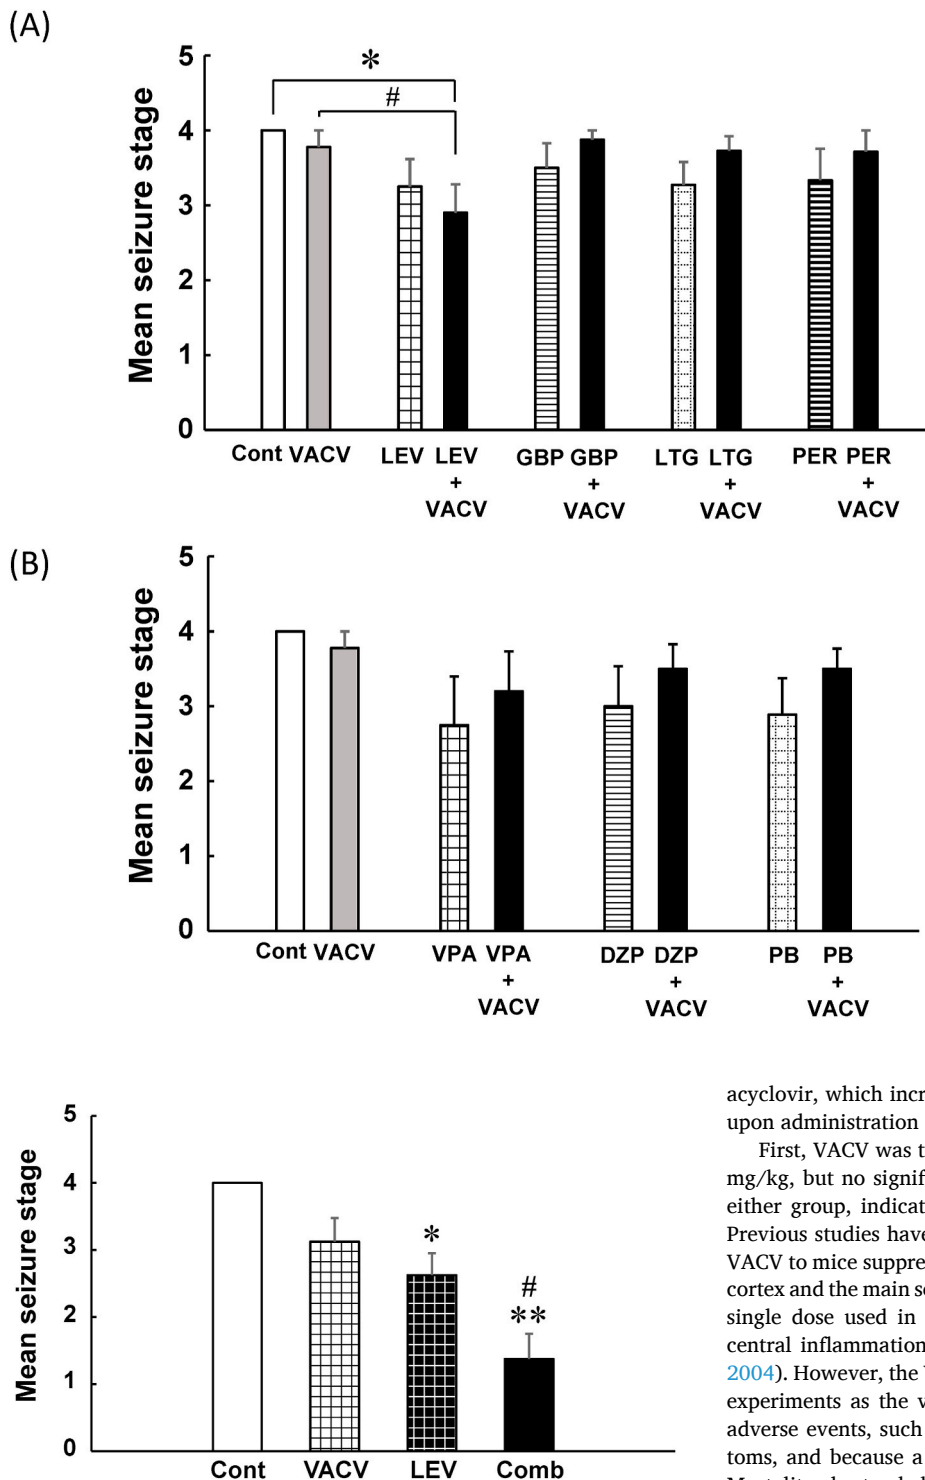 (A)
Mean seizure stage
5
4
3
2
1
0
*
#
Cont VACV LEV LEV GBP GBP LTG LTG PER PER
+ + + +
VACV VACV VACV VACV
(B)
Mean seizure stage
5
4
3
2
1
0
Cont VACV VPA VPA DZP DZP PB PB
+ + +
VACV VACV VACV
Mean seizure stage
5
4
3
2
1
0
*
#
**
Cont VACV LEV Comb
acyclovir, which incr
upon administration
First, VACV was t
mg/kg, but no signif
either group, indicat
Previous studies have
VACV to mice suppre
cortex and the main s
single dose used in
central inflammation
2004). However, the
experiments as the v
adverse events, such
toms, and because a